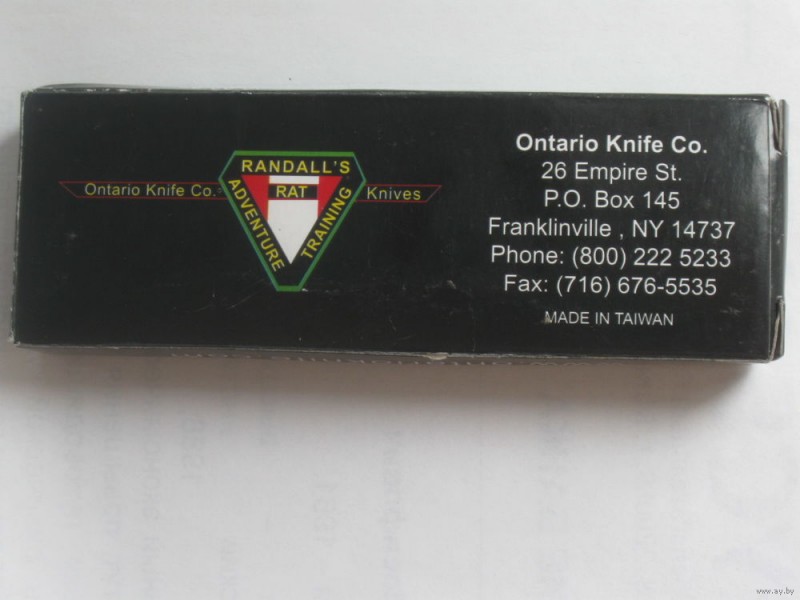 Ontario Knife Co.
RANDALL'S
ADVENTURE
TRAINING
RAT
Knives
Ontario Knife Co.
26 Empire St.
P.O. Box 145
Franklinville , NY 14737
Phone: (800) 222 5233
Fax: (716) 676-5535
MADE IN TAIWAN
www.ay.by